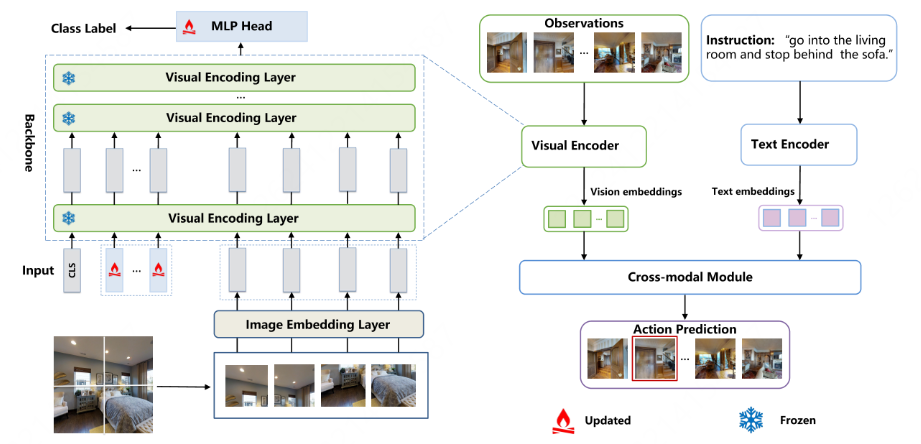 Class Label
MLP Head
Visual Encoding Layer
...
Visual Encoding Layer
Backbone
...
Visual Encoding Layer
Input
CLS
...
Image Embedding Layer
Observations
...
Instruction: “go into the living
room and stop behind the sofa.”
Visual Encoder
Text Encoder
Vision embeddings
Text embeddings
...
...
Cross-modal Module
Action Prediction
...
Updated
Frozen